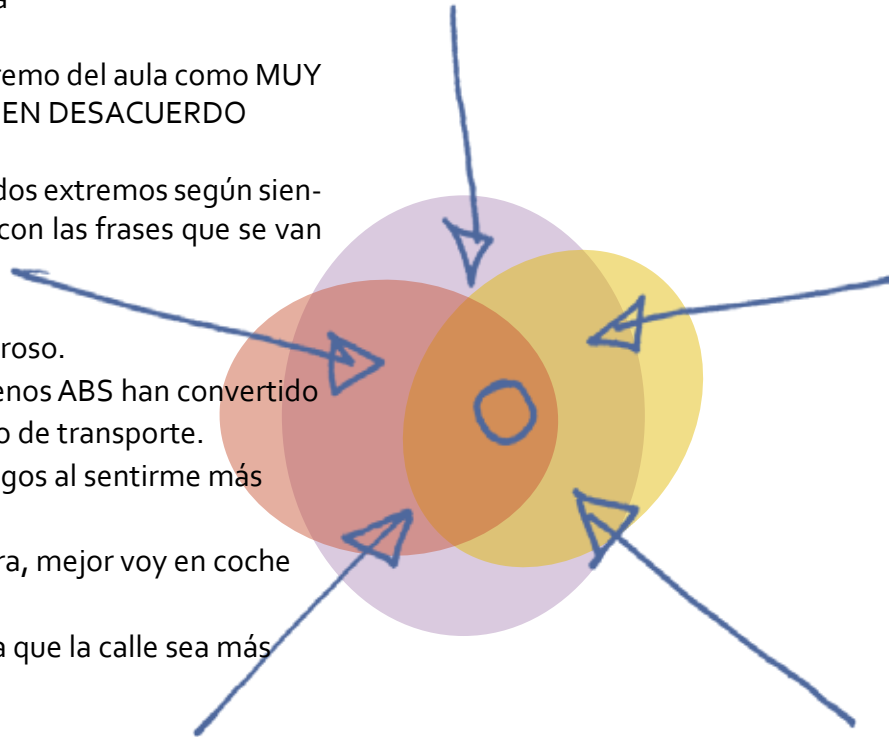 remo del aula como MUY
EN DESACUERDO
dos extremos según sien-
con las frases que se van
roso.
enos ABS han convertido
o de transporte.
gos al sentirme más
ra, mejor voy en coche
a que la calle sea más